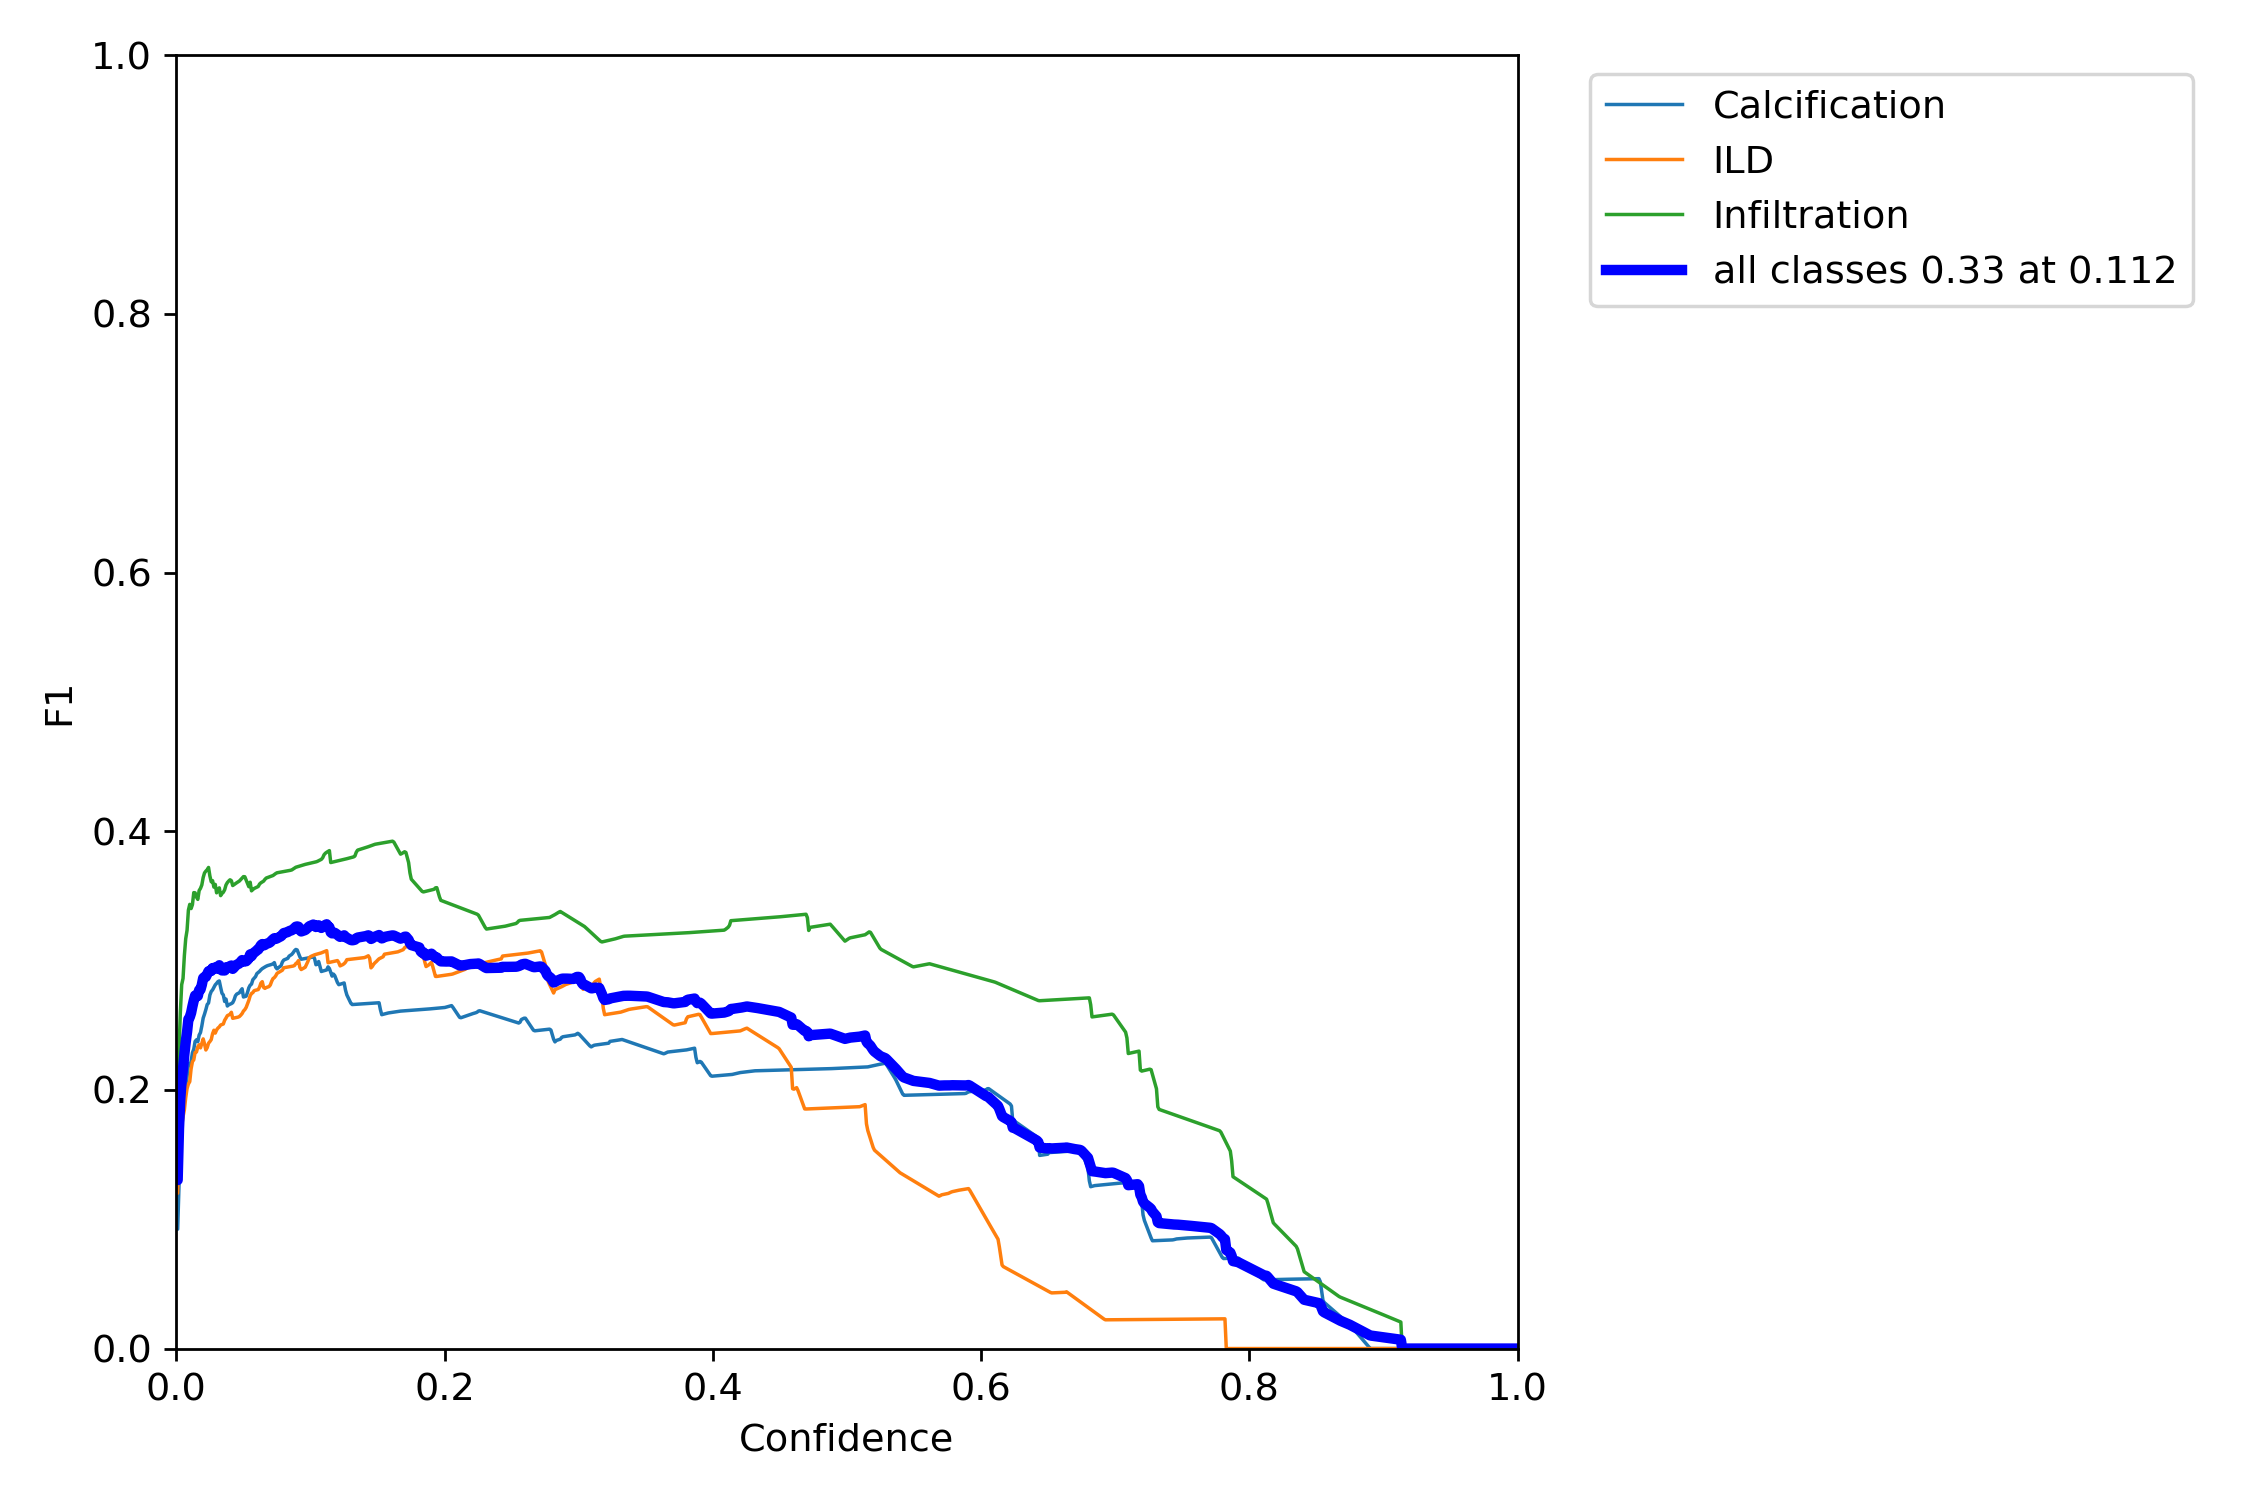 1.0
0.8
0.6
0.4
0.2
0.0
F1
0.0 0.2 0.4 0.6 0.8 1.0
Confidence
Calcification
ILD
Infiltration
all classes 0.33 at 0.112